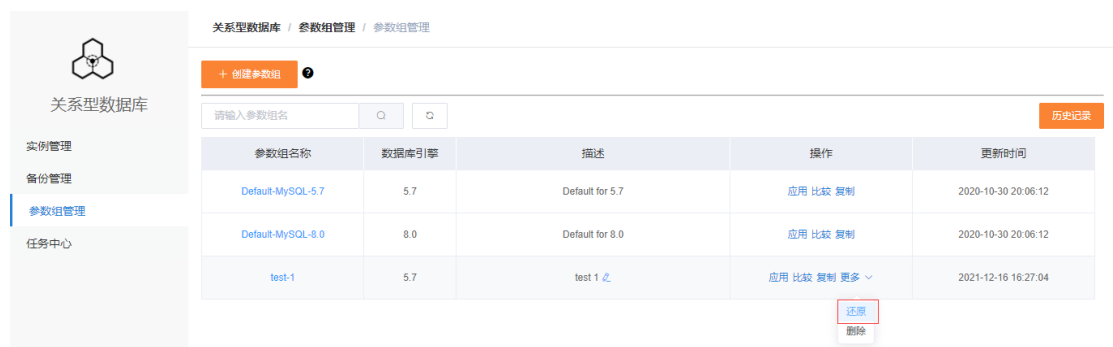 关系型数据库 / 参数组管理 / 参数组管理
关系型数据库
实例管理
备份管理
参数组管理
任务中心
+ 创建参数组 ?
请输入参数组名
历史记录
参数组名称 数据库引擎 描述 操作 更新时间
Default-MySQL-5.7 5.7 Default for 5.7 应用 比较 复制 2020-10-30 20:06:12
Default-MySQL-8.0 8.0 Default for 8.0 应用 比较 复制 2020-10-30 20:06:12
test-1 5.7 test 1 应用 比较 复制 更多 2021-12-16 16:27:04
还原
删除